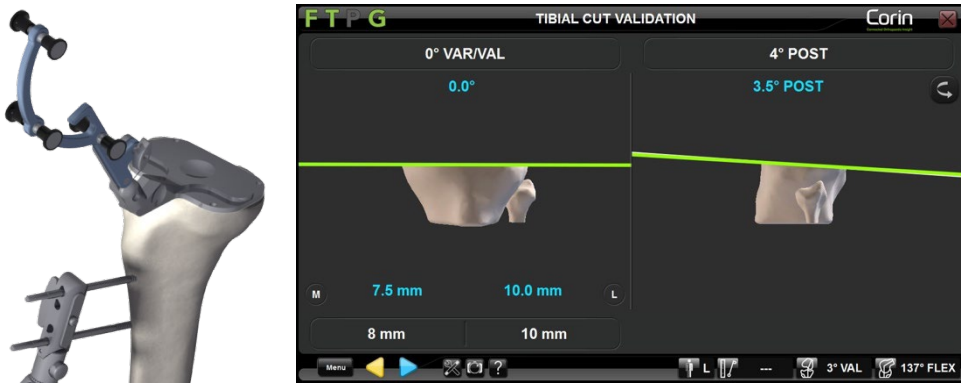 F T P G
TIBIAL CUT VALIDATION
Corin
0° VAR/VAL
4° POST
0.0°
3.5° POST
M
7.5 mm
10.0 mm
L
8 mm
10 mm
Menu
?
L
---
3° VAL
137° FLEX